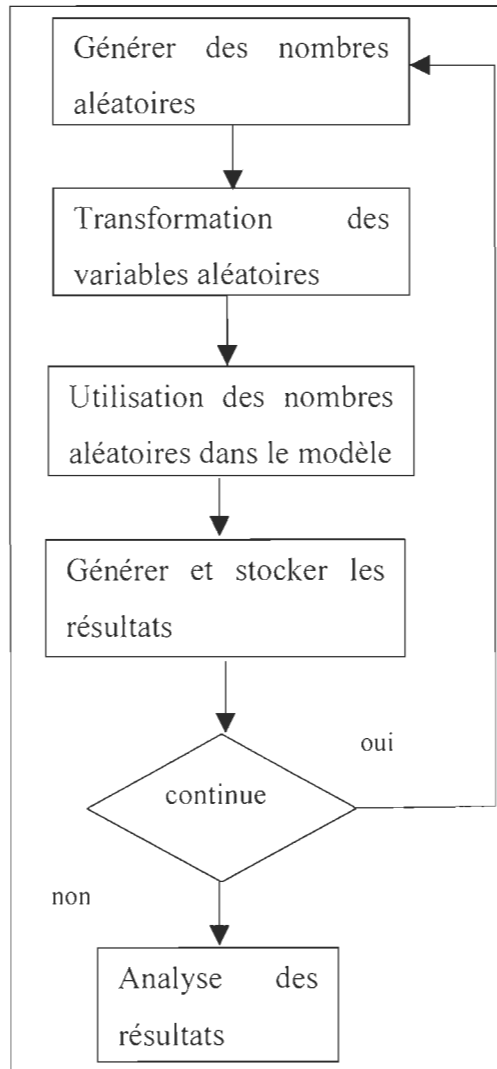 Générer des nombres
aléatoires
Transformation des
variables aléatoires
Utilisation des nombres
aléatoires dans le modèle
Générer et stocker les
résultats
oui
continue
non
Analyse des
résultats